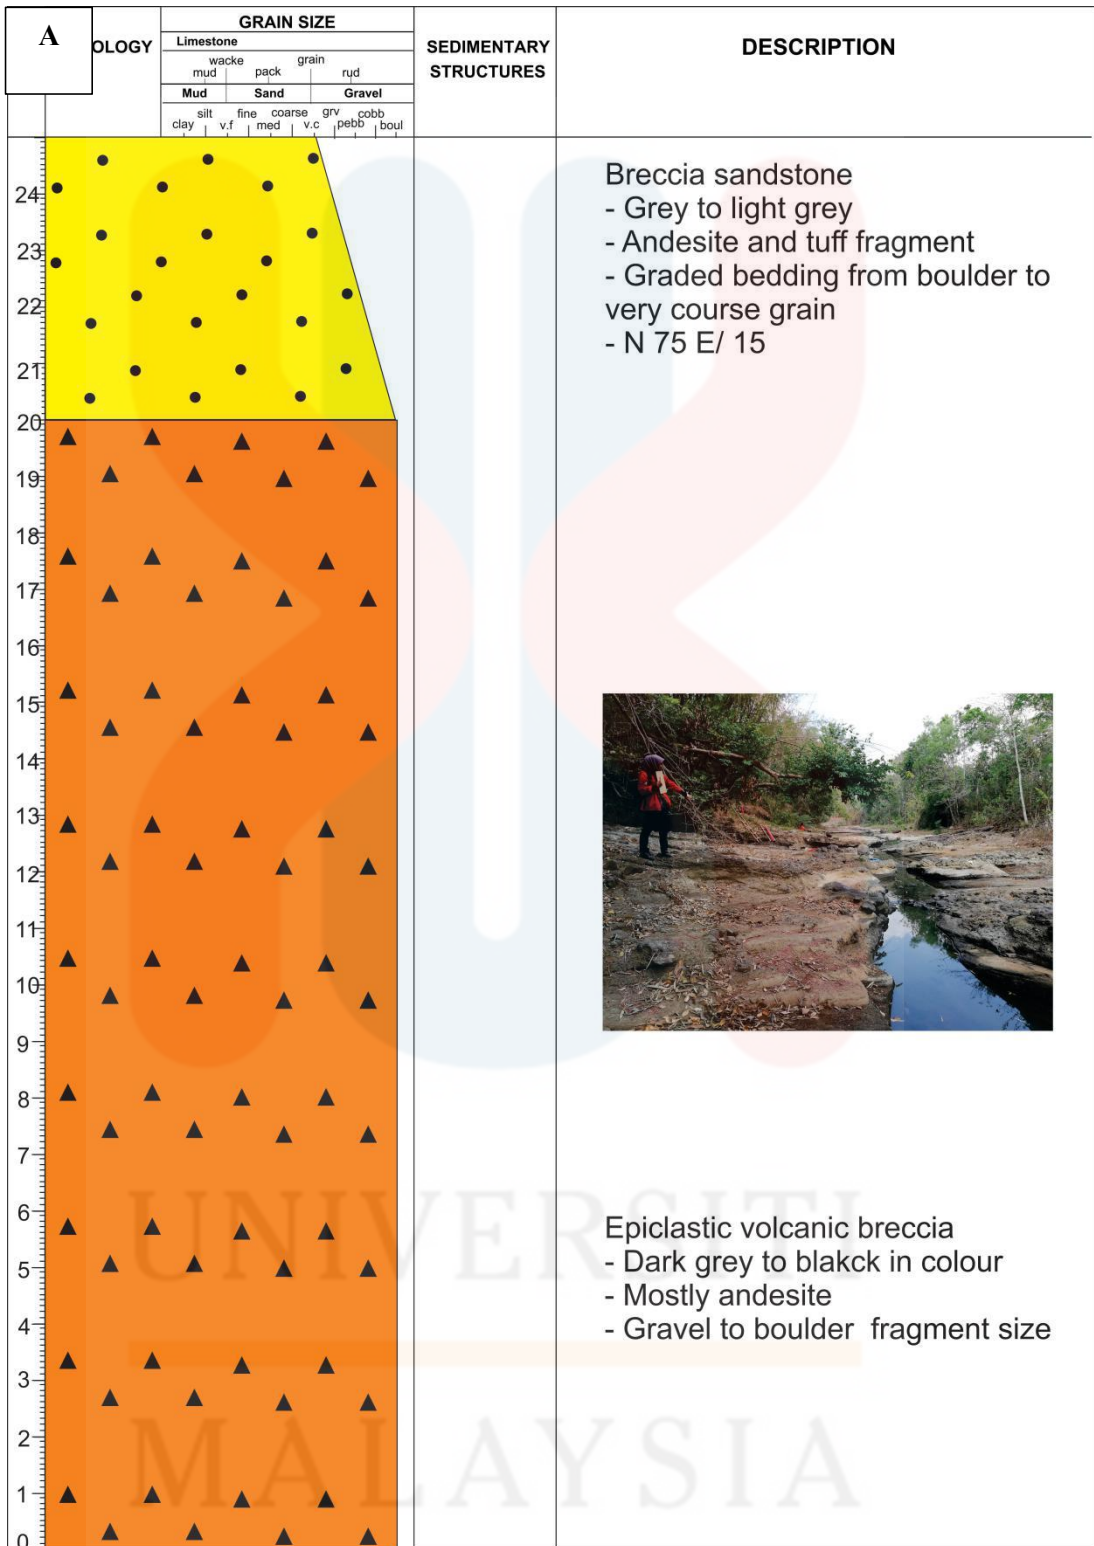 A
OLOGY
GRAIN SIZE
Limestone
wacke grain
mud pack rud
Mud Sand Gravel
silt fine coarse grv cobb
clay v.f med v.c pebb boul
SEDIMENTARY
STRUCTURES
DESCRIPTION
24
23
22
21
20
19
18
17
16
15
14
13
12
11
10
9
8
7
6
5
4
3
2
1
0
Breccia sandstone
- Grey to light grey
- Andesite and tuff fragment
- Graded bedding from boulder to
very course grain
- N 75 E/ 15
Epiclastic volcanic breccia
- Dark grey to blakck in colour
- Mostly andesite
- Gravel to boulder fragment size
UNIVERSITI
MALAYSIA